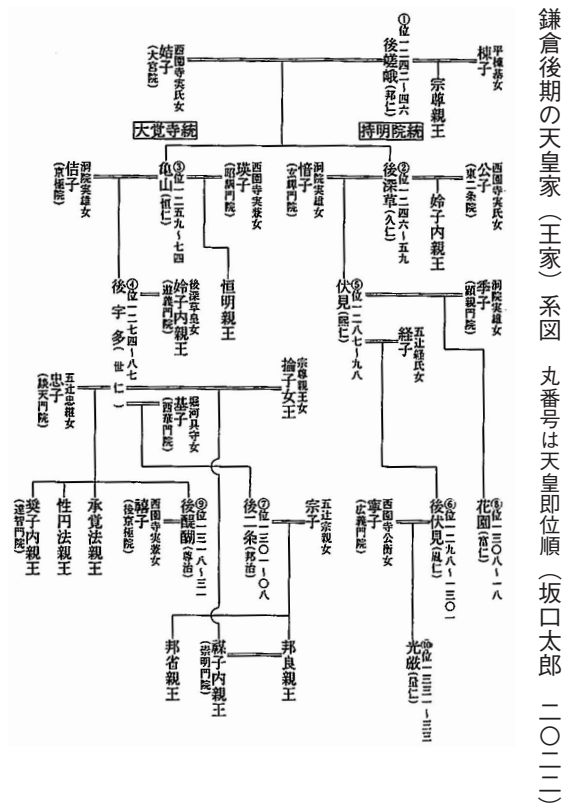 鎌倉後期の天皇家（王家）系図　丸番号は天皇即位順（坂口太郎　二〇二二）
平棟基女
棟子
宗尊親王
①位一二四二〜四六
後嵯峨（邦仁）
西園寺実氏女
姞子
（大宮院）
持明院統
大覚寺統
西園寺実氏女
公子
（東二条院）
姈子内親王
②位一二四六〜五九
後深草（久仁）
洞院実雄女
愔子
（玄輝門院）
西園寺実兼女
瑛子
（昭訓門院）
恒明親王
③位一二五九〜七四
亀山（恒仁）
洞院実雄女
佶子
（京極院）
洞院実雄女
季子
（顕親門院）
⑤位一二八七〜九八
伏見（熙仁）
五辻経氏女
経子
後深草皇女
姈子内親王
（遊義門院）
④位一二七四〜八七
後宇多（世仁）
宗尊親王女
掄子女王
堀河具守女
基子
（西華門院）
五辻忠継女
忠子
（談天門院）
⑧位一三〇八〜一八
花園（富仁）
⑥位一二九八〜一三〇一
後伏見（胤仁）
西園寺公衡女
寧子
（広義門院）
五辻宗親女
宗子
⑦位一三〇一〜〇八
後二条（邦治）
⑨位一三一八〜三一
後醍醐（尊治）
西園寺実兼女
禧子
（後京極院）
承覚法親王
性円法親王
奨子内親王
（達智門院）
⑩位一三三一〜三三
光厳（量仁）
邦良親王
禖子内親王
（崇明門院）
邦省親王